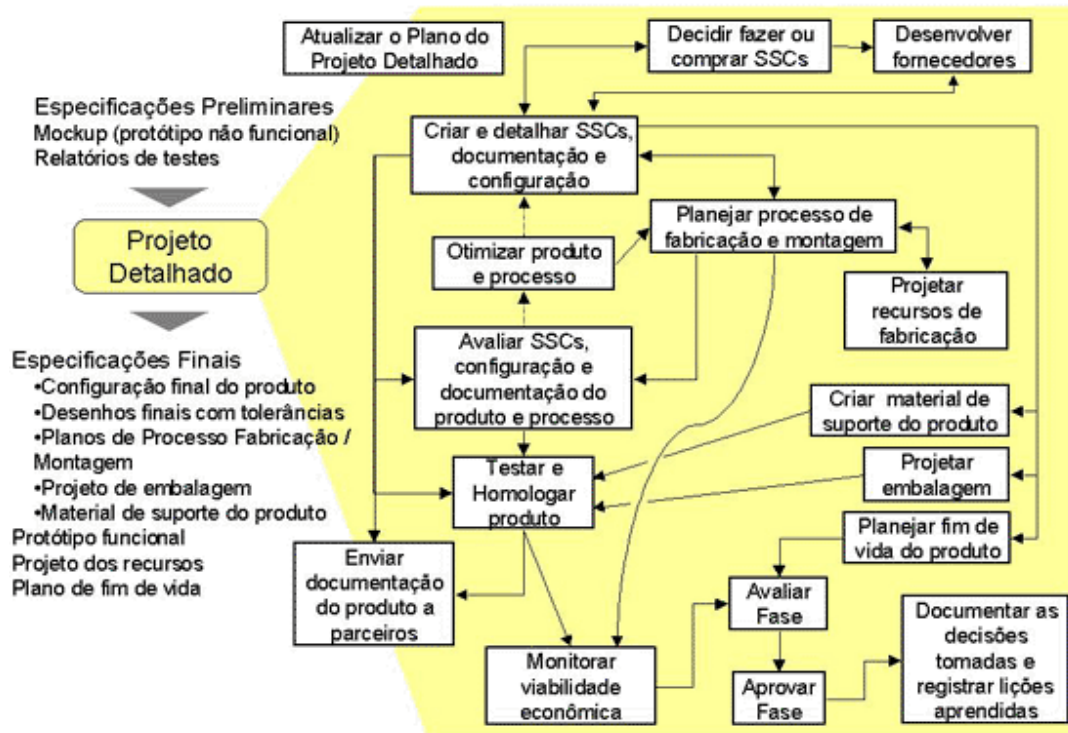 Atualizar o Plano do
Projeto Detalhado
Decidir fazer ou
comprar SSCs
Desenvolver
fornecedores
Especificações Preliminares
Mockup (protótipo não funcional)
Relatórios de testes
Criar e detalhar SSCs,
documentação e
configuração
Planejar processo de
fabricação e montagem
Projeto
Detalhado
Otimizar produto
e processo
Projetar
recursos de
fabricação
Avaliar SSCs,
configuração e
documentação do
produto e processo
Especificações Finais
•Configuração final do produto
•Desenhos finais com tolerâncias
•Planos de Processo Fabricação /
Montagem
•Projeto de embalagem
•Material de suporte do produto
Protótipo funcional
Projeto dos recursos
Plano de fim de vida
Criar material de
suporte do produto
Testar e
Homologar
produto
Projetar
embalagem
Planejar fim de
vida do produto
Enviar
documentação
do produto a
parceiros
Avaliar
Fase
Documentar as
decisões
tomadas e
registrar lições
aprendidas
Monitorar
viabilidade
econômica
Aprovar
Fase